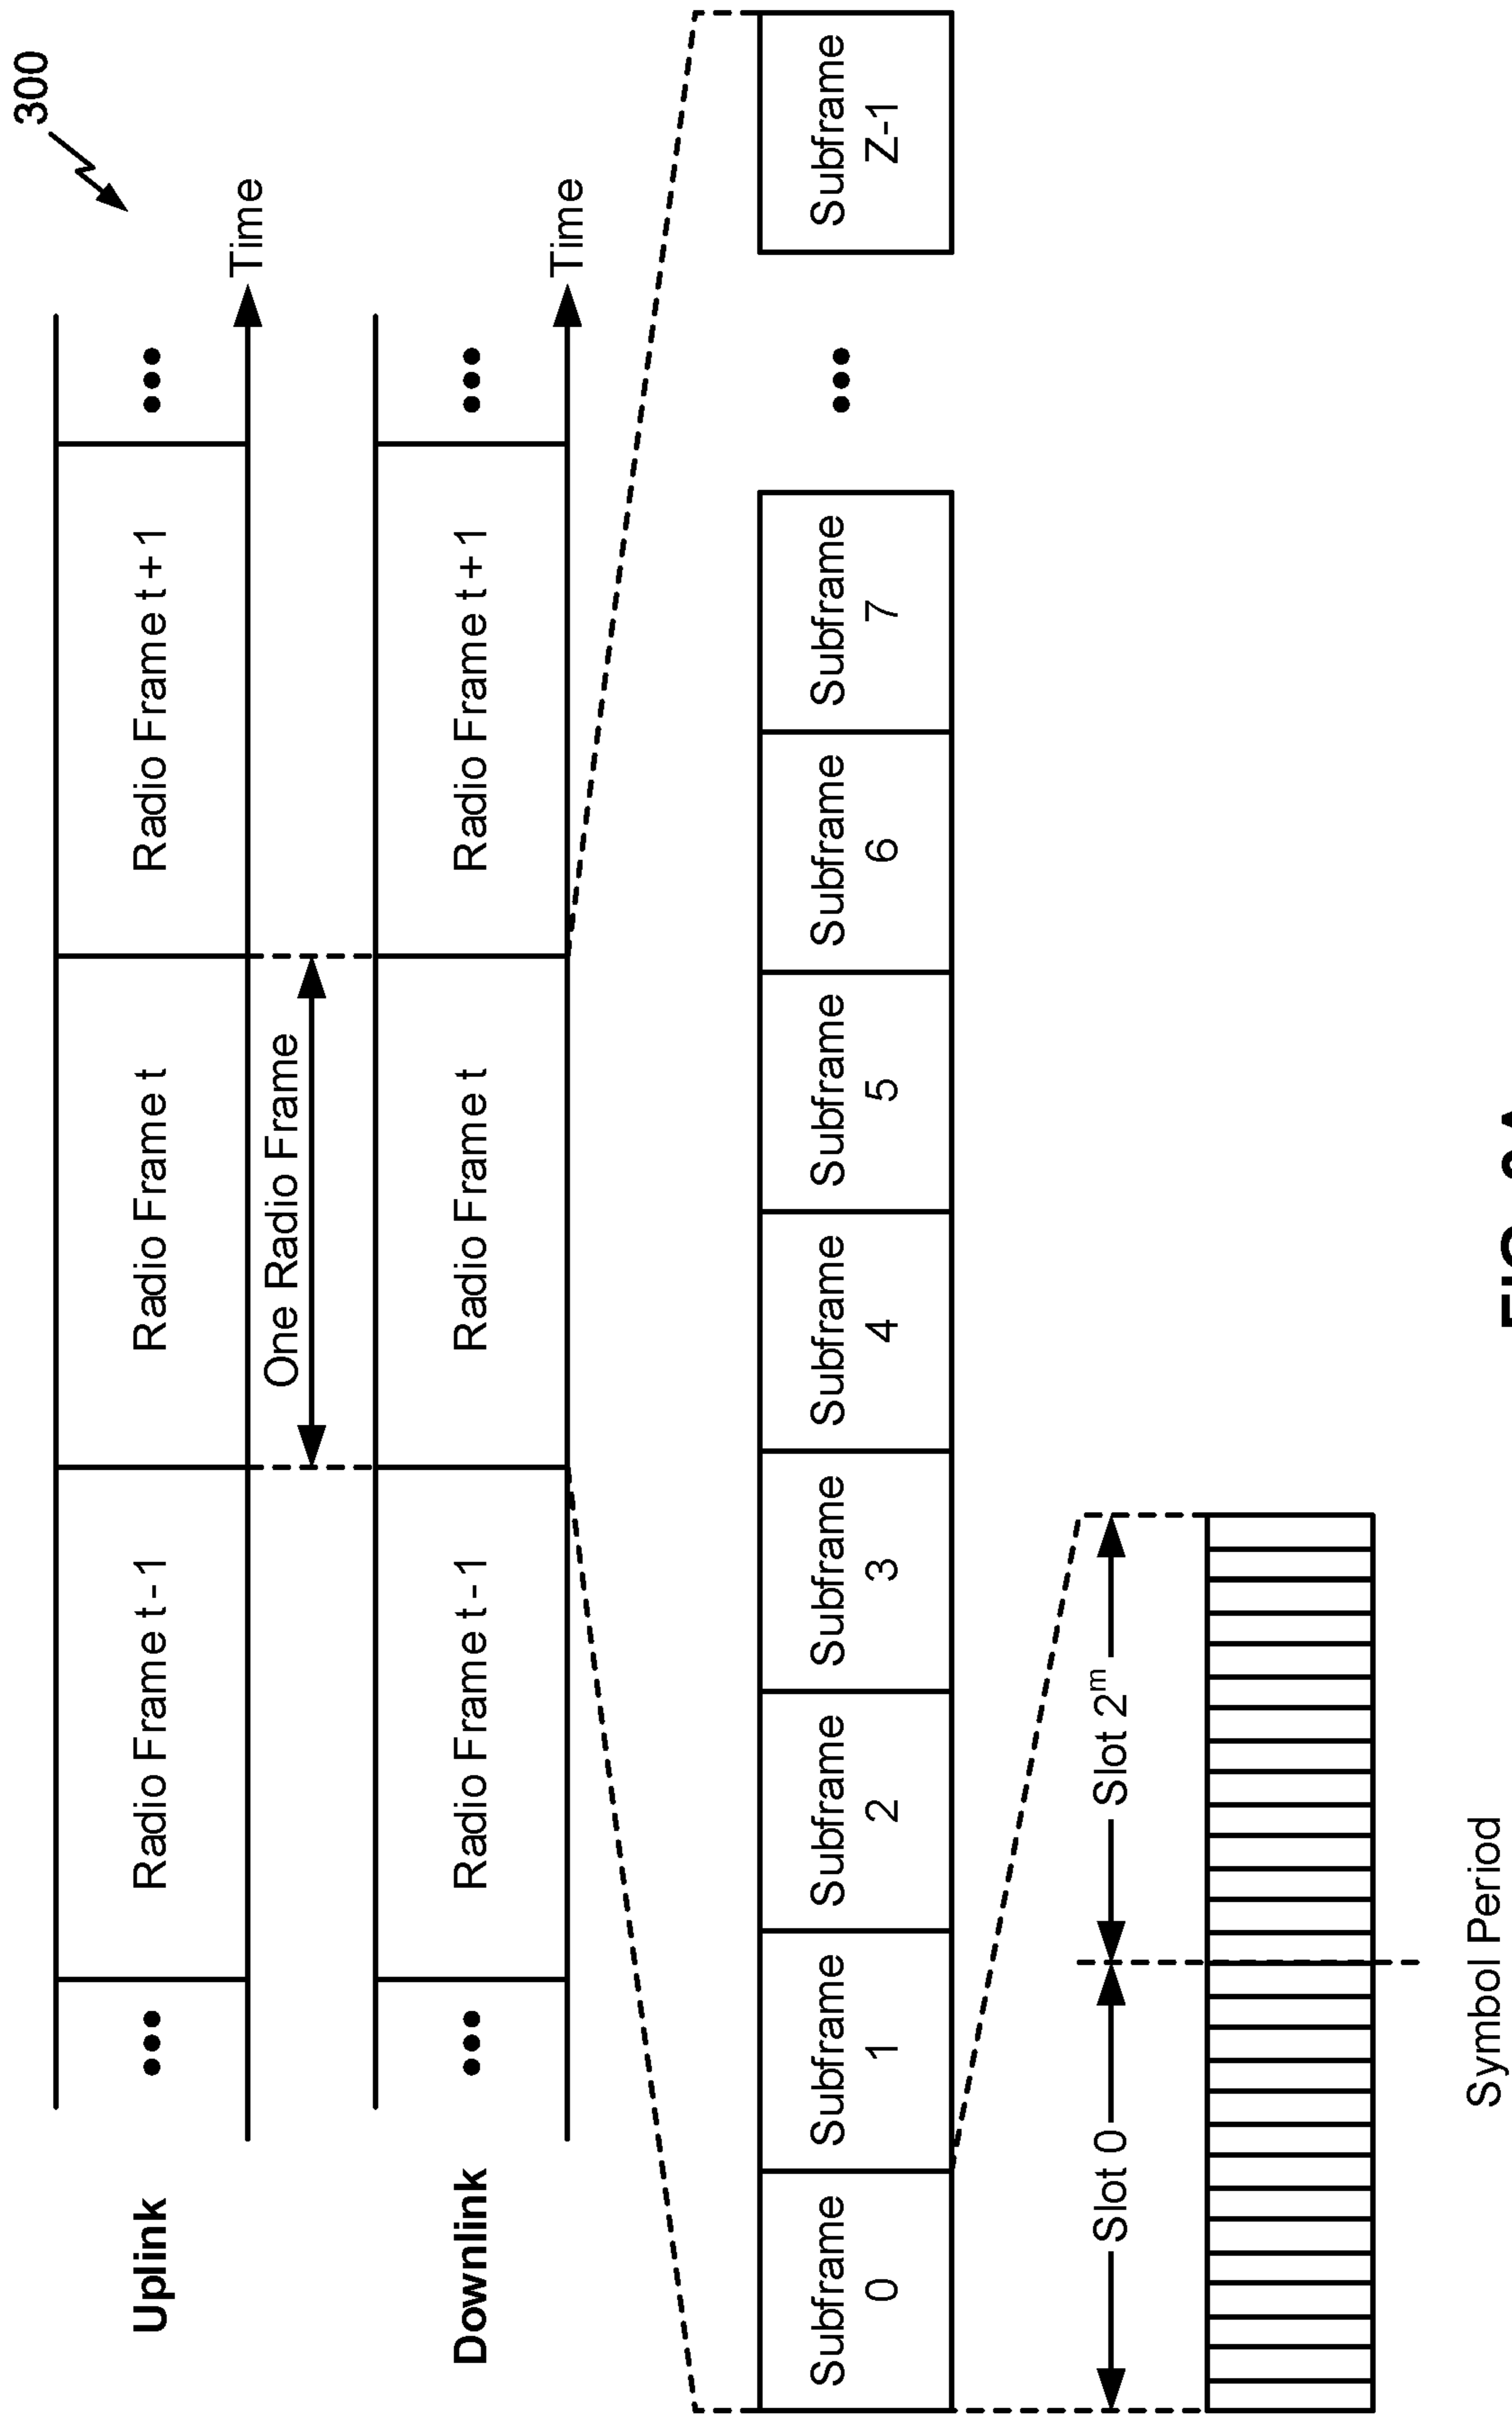 300
Uplink
Radio Frame t-1
Radio Frame t
Radio Frame t+1
Time
One Radio Frame
Downlink
Radio Frame t-1
Radio Frame t
Radio Frame t+1
Time
Subframe
0
Subframe
1
Subframe
2
Subframe
3
Subframe
4
Subframe
5
Subframe
6
Subframe
7
Subframe
Z-1
Slot 0
Slot 2ᵐ
Symbol Period